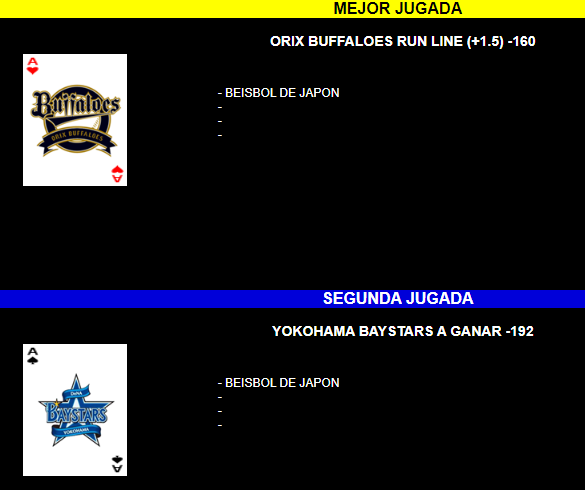 MEJOR JUGADA
ORIX BUFFALOES RUN LINE (+1.5) -160
A
Buffaloes
ORIX BUFFALOES
A
- BEISBOL DE JAPON
-
-
-
SEGUNDA JUGADA
YOKOHAMA BAYSTARS A GANAR -192
A
DeNA
BAYSTARS
YOKOHAMA
A
- BEISBOL DE JAPON
-
-
-